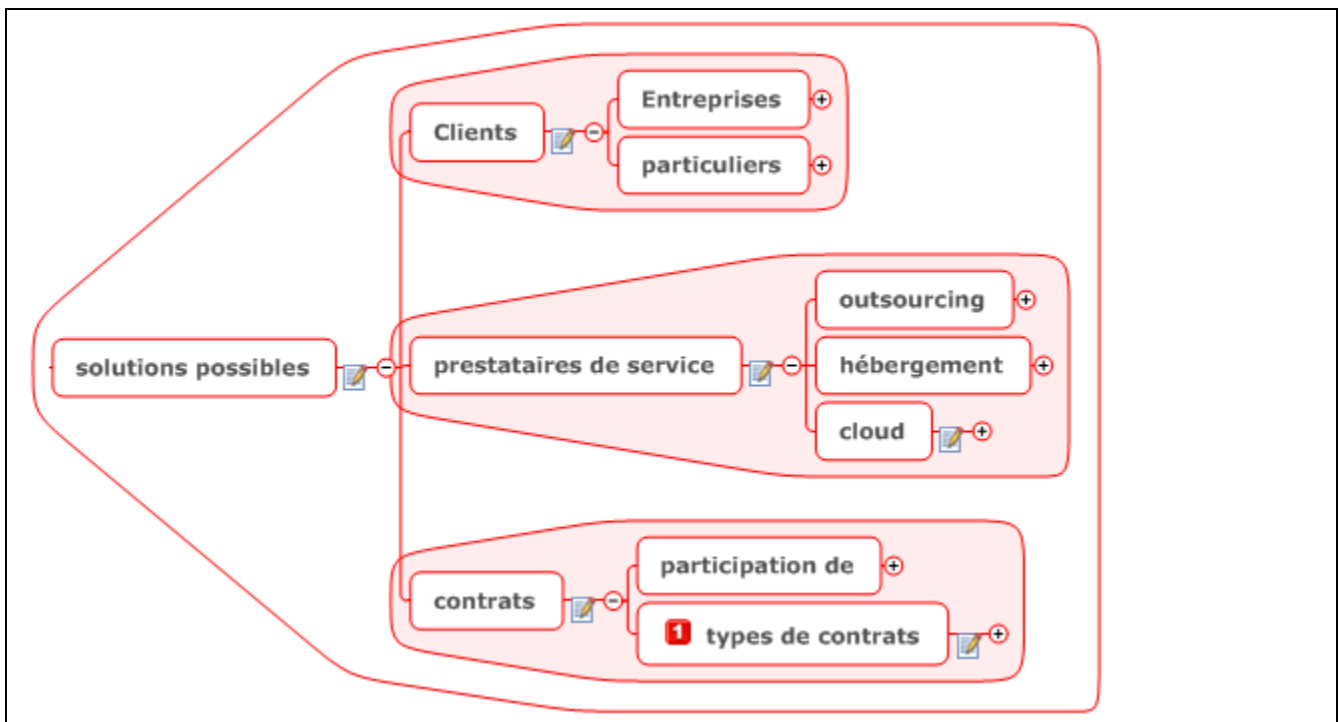 Entreprises
Clients
particuliers
outsourcing
solutions possibles
prestataires de service
hébergement
cloud
participation de
contrats
1 types de contrats